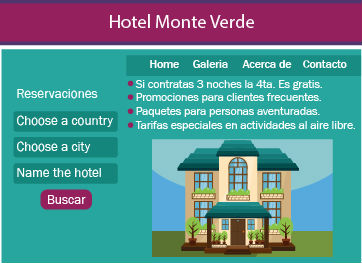 Hotel Monte Verde
Home Galeria Acerca de Contacto
Reservaciones
Choose a country
Choose a city
Name the hotel
Buscar
Si contratas 3 noches la 4ta. Es gratis.
Promociones para clientes frecuentes.
Paquetes para personas aventuradas.
Tarifas especiales en actividades al aire libre.